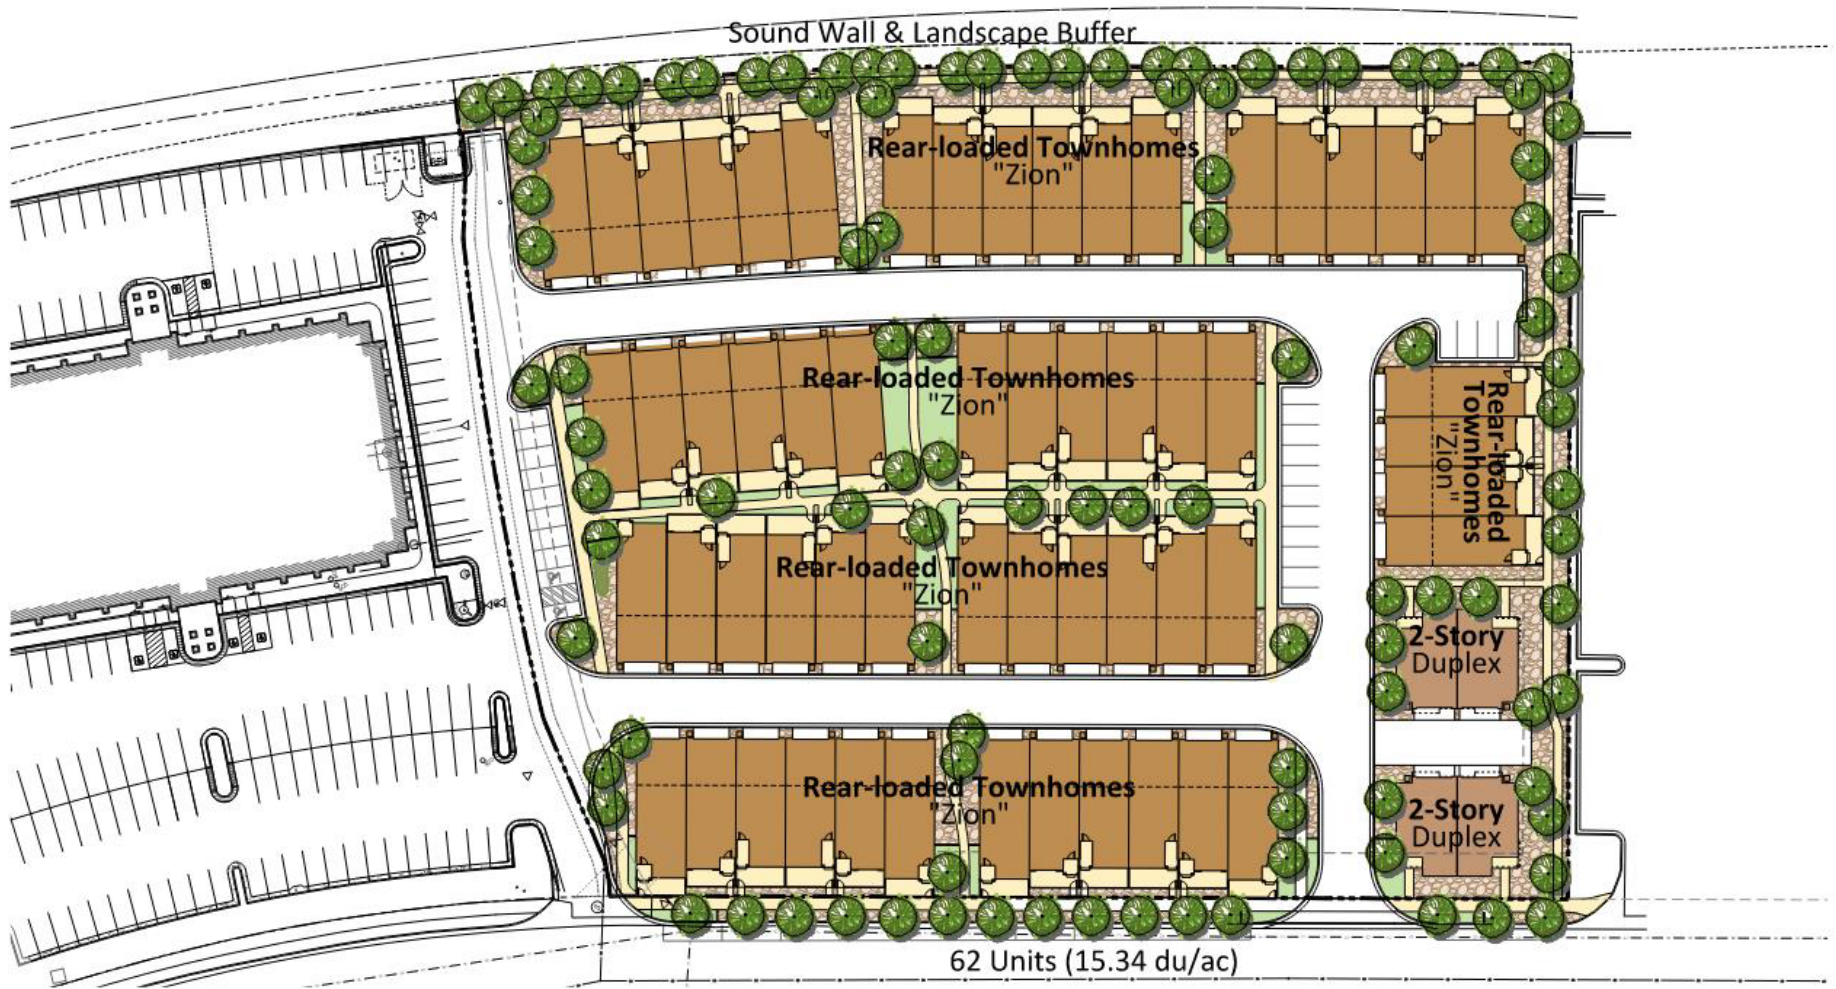 Sound Wall & Landscape Buffer
Rear-loaded Townhomes
"Zion"
Rear-loaded Townhomes
"Zion"
Rear-loaded
Townhomes
"Zion"
Rear-loaded Townhomes
"Zion"
2-Story
Duplex
Rear-loaded Townhomes
"Zion"
2-Story
Duplex
62 Units (15.34 du/ac)